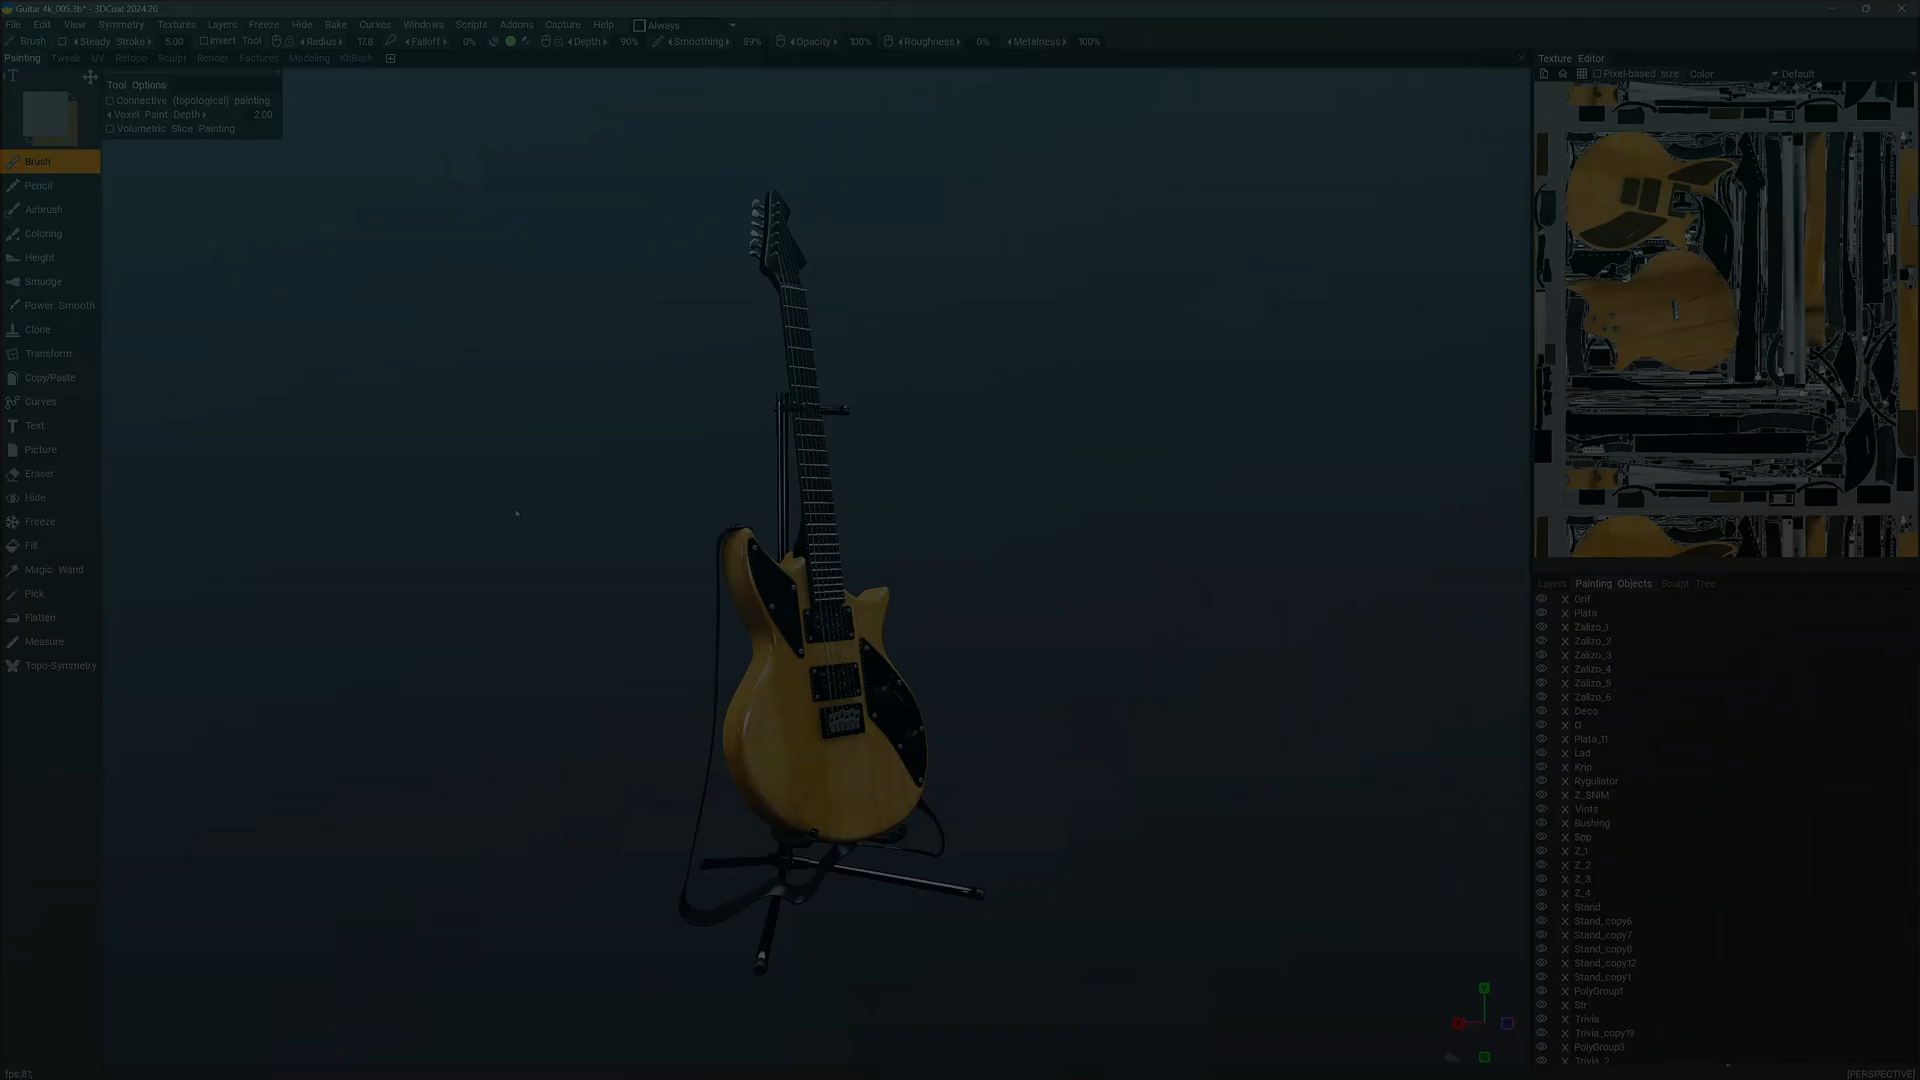 Guitar 4k_005.3b* - 3DCoat 2024.20
File Edit View Symmetry Textures Layers Freeze Hide Bake Curves Windows Scripts Addons Capture Help Always
Brush Steady Stroke 5.00 Invert Tool Radius 17.8 Falloff 0% Depth 90% Smoothing 89% Opacity 100% Roughness 0% Metalness 100%
Painting Tweak UV Retopo Sculpt Render Factures Modeling KitBash
Texture Editor
Pixel-based size Color Default
Tool Options
Connective (topological) painting
Voxel Paint Depth 2.00
Volumetric Slice Painting
Brush
Pencil
Airbrush
Coloring
Height
Smudge
Power Smooth
Clone
Transform
Copy/Paste
Curves
Text
Picture
Eraser
Hide
Freeze
Fill
Magic Wand
Pick
Flatten
Measure
Topo-Symmetry
Layers Painting Objects Sculpt Tree
Grif
Plata
Zalizo_1
Zalizo_2
Zalizo_3
Zalizo_4
Zalizo_5
Zalizo_6
Deco
O
Plata_11
Lad
Krip
Ryguliator
Z_SNIM
Vints
Bushing
Spp
Z_1
Z_2
Z_3
Z_4
Stand
Stand_copy6
Stand_copy7
Stand_copy8
Stand_copy12
Stand_copy1
PolyGroup1
Str
Trivia
Trivia_copy19
PolyGroup3
Trivia_2
Y
X
fps:81;
[PERSPECTIVE]